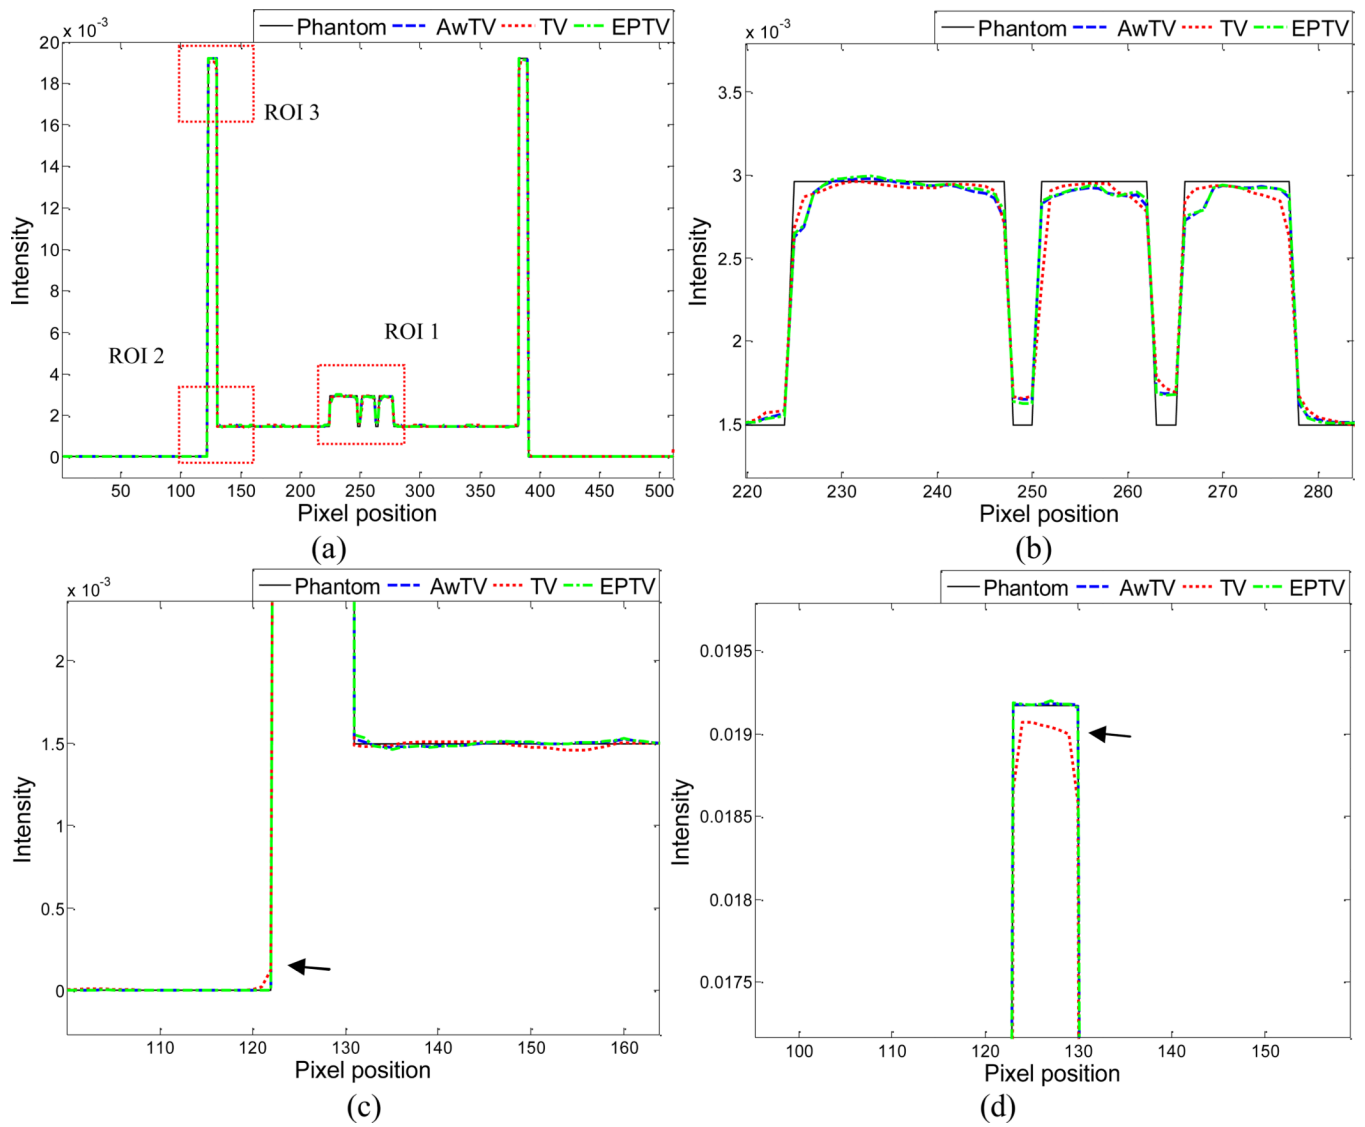 Phantom AwTV TV EPTV
x 10⁻³
20
18
16
14
12
10
8
6
4
2
0
Intensity
ROI 3
ROI 1
ROI 2
50 100 150 200 250 300 350 400 450 500
Pixel position
(a)
Phantom AwTV TV EPTV
x 10⁻³
3.5
3
2.5
2
1.5
Intensity
220 230 240 250 260 270 280
Pixel position
(b)
Phantom AwTV TV EPTV
x 10⁻³
2
1.5
1
0.5
0
Intensity
110 120 130 140 150 160
Pixel position
(c)
Phantom AwTV TV EPTV
0.0195
0.019
0.0185
0.018
0.0175
Intensity
100 110 120 130 140 150
Pixel position
(d)